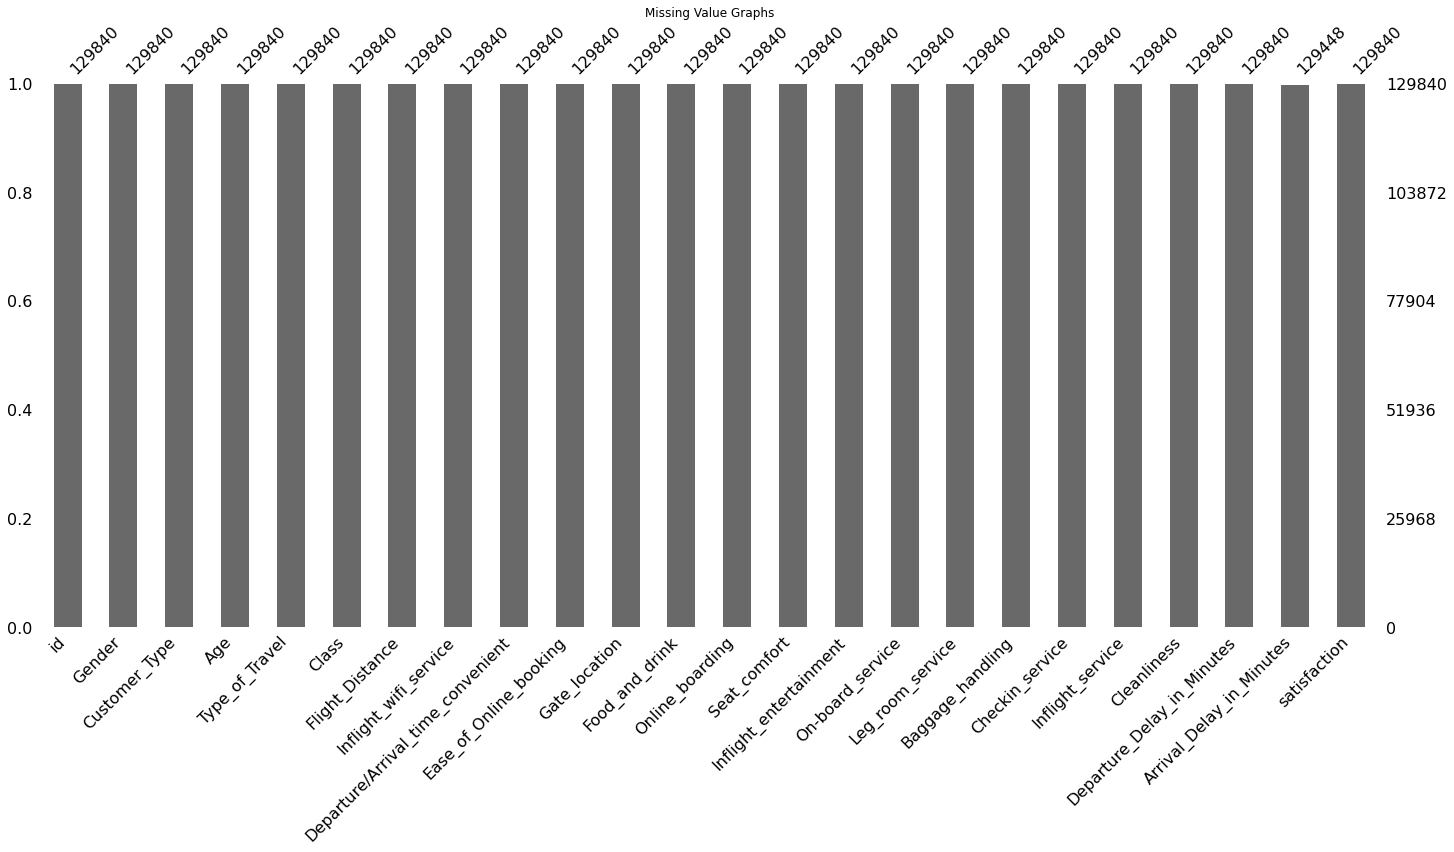 Missing Value Graphs
129840 129840 129840 129840 129840 129840 129840 129840 129840 129840 129840 129840 129840 129840 129840 129840 129840 129840 129840 129840 129840 129840 129448 129840
1.0 129840
0.8 103872
0.6 77904
0.4 51936
0.2 25968
0.0 0
id
Gender
Customer_Type
Age
Type_of_Travel
Class
Flight_Distance
Inflight_wifi_service
Departure/Arrival_time_convenient
Ease_of_Online_booking
Gate_location
Food_and_drink
Online_boarding
Seat_comfort
Inflight_entertainment
On-board_service
Leg_room_service
Baggage_handling
Checkin_service
Inflight_service
Cleanliness
Departure_Delay_in_Minutes
Arrival_Delay_in_Minutes
satisfaction